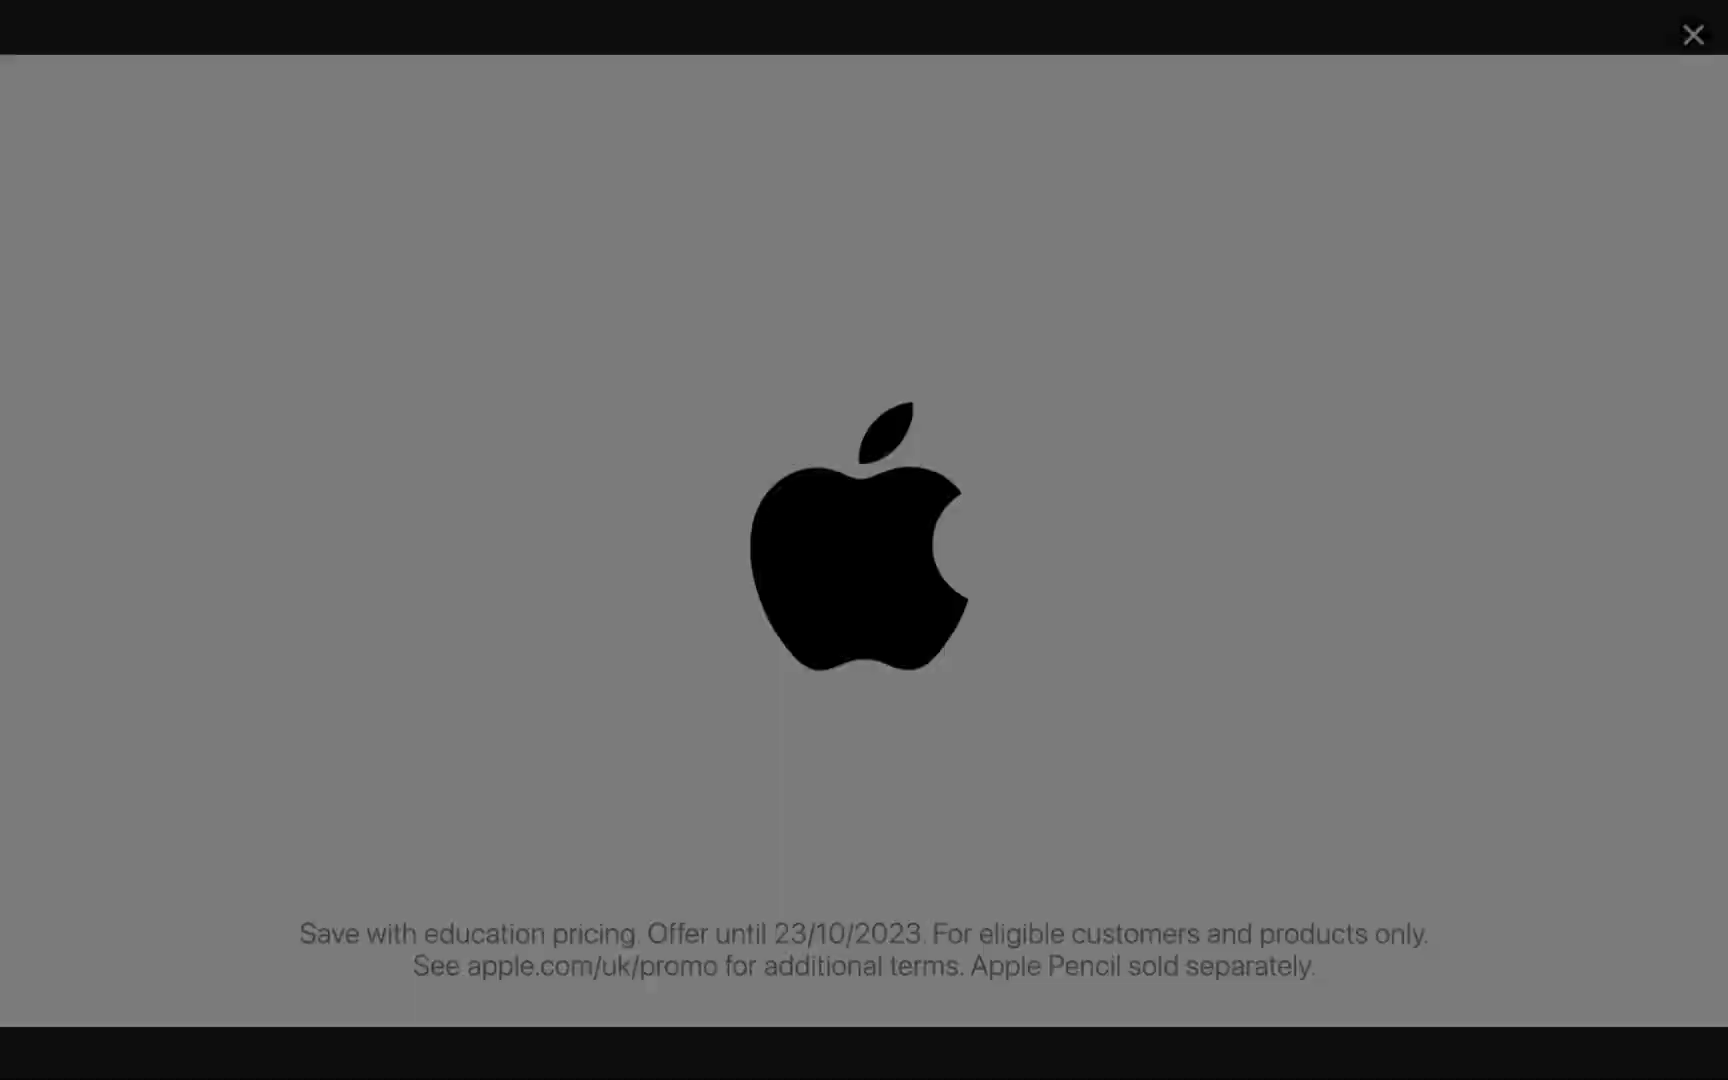 Save with education pricing. Offer until 23/10/2023. For eligible customers and products only.
See apple.com/uk/promo for additional terms. Apple Pencil sold separately.